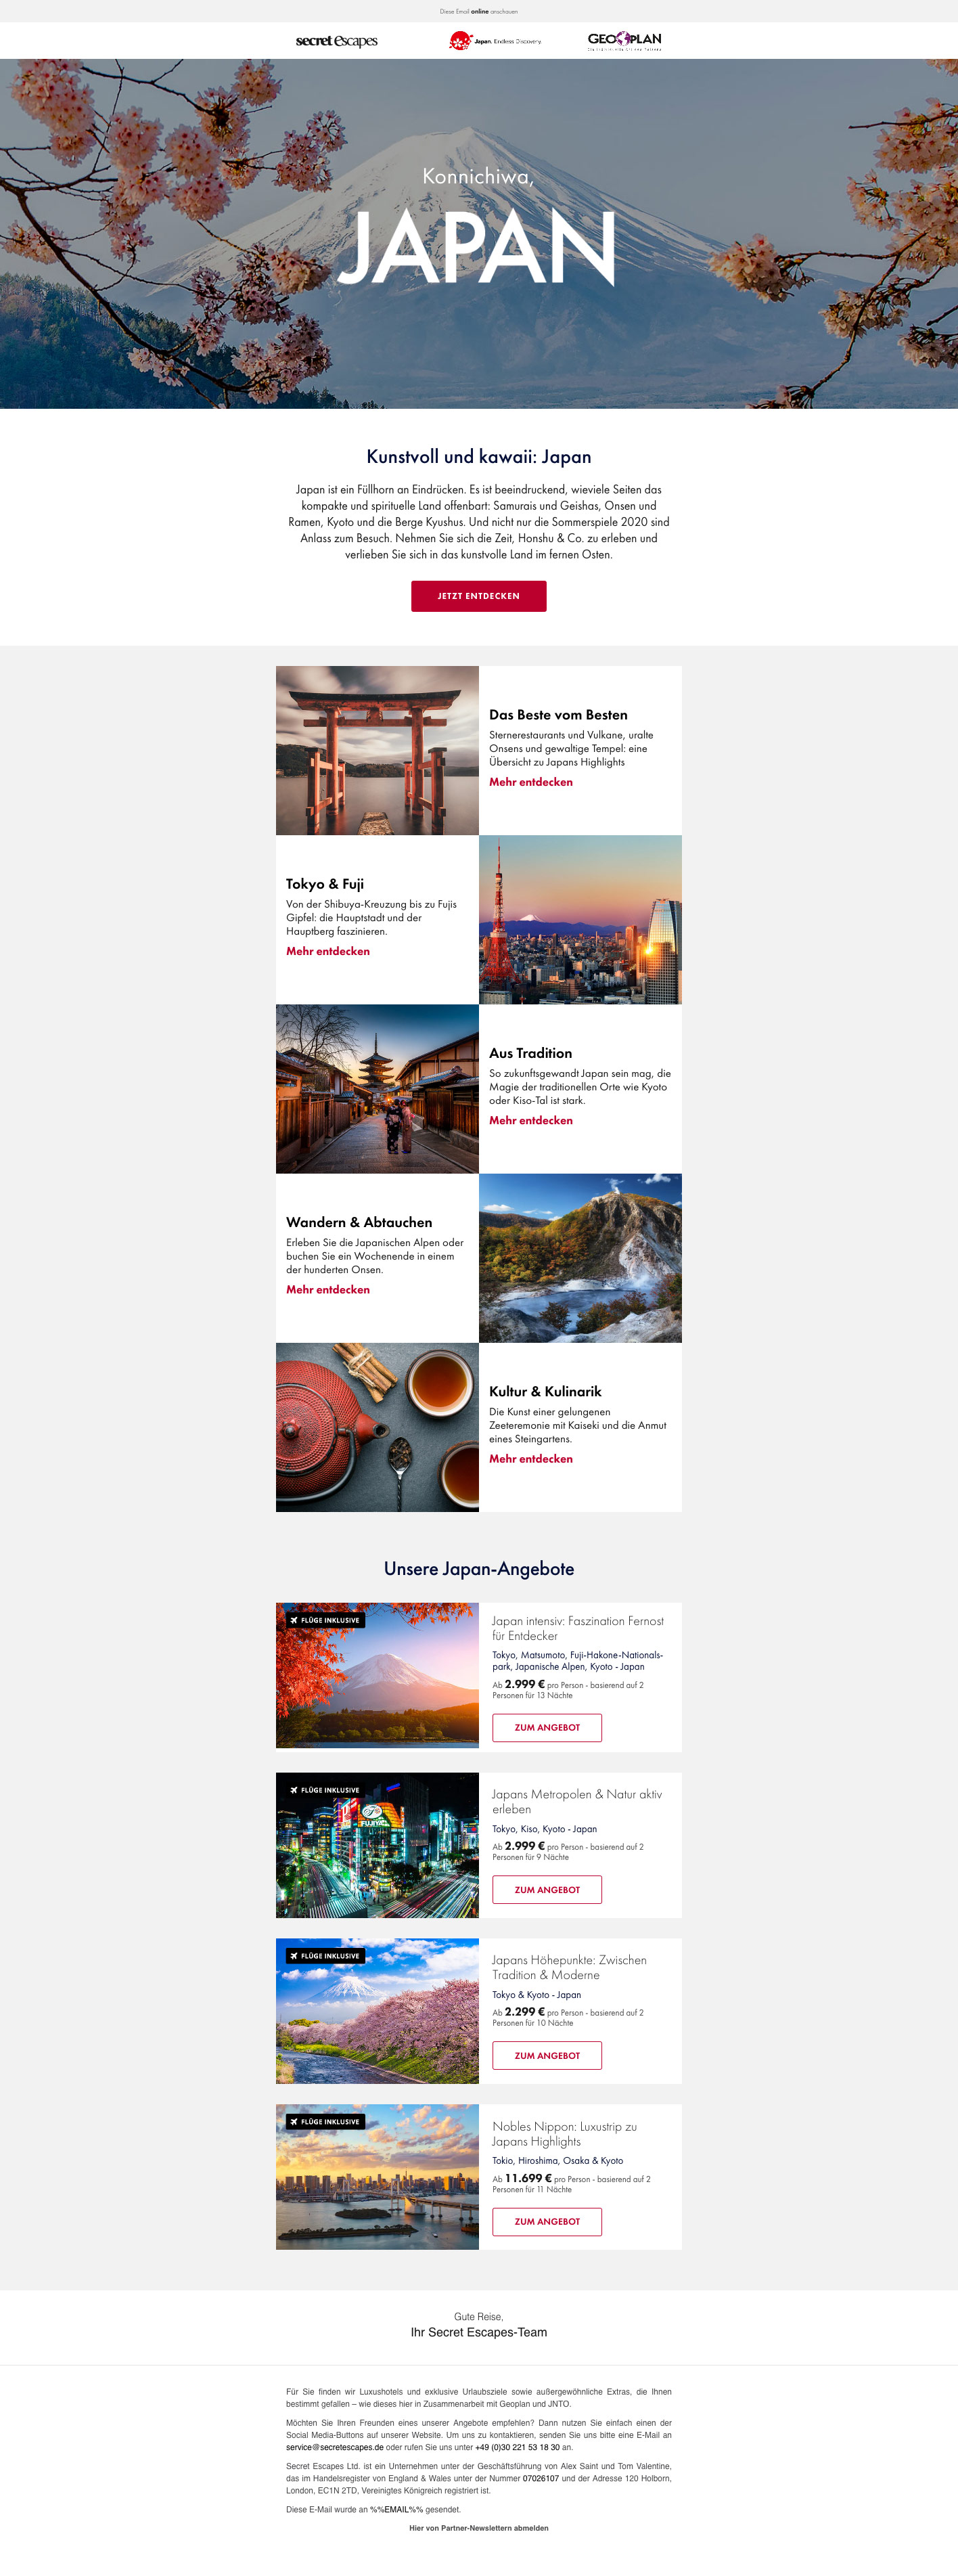 Diese Email online anschauen
secret escapes
Japan. Endless Discovery.
GEOPLAN
Konnichiwa,
JAPAN
Kunstvoll und kawaii: Japan
Japan ist ein Füllhorn an Eindrücken. Es ist beeindruckend, wieviele Seiten das
kompakte und spirituelle Land offenbart: Samurais und Geishas, Onsen und
Ramen, Kyoto und die Berge Kyushus. Und nicht nur die Sommerspiele 2020 sind
Anlass zum Besuch. Nehmen Sie sich die Zeit, Honshu & Co. zu erleben und
verlieben Sie sich in das kunstvolle Land im fernen Osten.
JETZT ENTDECKEN
Das Beste vom Besten
Sternerestaurants und Vulkane, uralte
Onsens und gewaltige Tempel: eine
Übersicht zu Japans Highlights
Mehr entdecken
Tokyo & Fuji
Von der Shibuya-Kreuzung bis zu Fujis
Gipfel: die Hauptstadt und der
Hauptberg faszinieren.
Mehr entdecken
Aus Tradition
So zukunftsgewandt Japan sein mag, die
Magie der traditionellen Orte wie Kyoto
oder Kiso-Tal ist stark.
Mehr entdecken
Wandern & Abtauchen
Erleben Sie die Japanischen Alpen oder
buchen Sie ein Wochenende in einem
der hunderten Onsen.
Mehr entdecken
Kultur & Kulinarik
Die Kunst einer gelungenen
Zeeteremonie mit Kaiseki und die Anmut
eines Steingartens.
Mehr entdecken
Unsere Japan-Angebote
FLÜGE INKLUSIVE
Japan intensiv: Faszination Fernost
für Entdecker
Tokyo, Matsumoto, Fuji-Hakone-Nationals-
park, Japanische Alpen, Kyoto - Japan
Ab 2.999 € pro Person - basierend auf 2
Personen für 13 Nächte
ZUM ANGEBOT
FLÜGE INKLUSIVE
FUJIYA
Japans Metropolen & Natur aktiv
erleben
Tokyo, Kiso, Kyoto - Japan
Ab 2.999 € pro Person - basierend auf 2
Personen für 9 Nächte
ZUM ANGEBOT
FLÜGE INKLUSIVE
Japans Höhepunkte: Zwischen
Tradition & Moderne
Tokyo & Kyoto - Japan
Ab 2.299 € pro Person - basierend auf 2
Personen für 10 Nächte
ZUM ANGEBOT
FLÜGE INKLUSIVE
Nobles Nippon: Luxustrip zu
Japans Highlights
Tokio, Hiroshima, Osaka & Kyoto
Ab 11.699 € pro Person - basierend auf 2
Personen für 11 Nächte
ZUM ANGEBOT
Gute Reise,
Ihr Secret Escapes-Team
Für Sie finden wir Luxushotels und exklusive Urlaubsziele sowie außergewöhnliche Extras, die Ihnen
bestimmt gefallen – wie dieses hier in Zusammenarbeit mit Geoplan und JNTO.
Möchten Sie Ihren Freunden eines unserer Angebote empfehlen? Dann nutzen Sie einfach einen der
Social Media-Buttons auf unserer Website. Um uns zu kontaktieren, senden Sie uns bitte eine E-Mail an
service@secretescapes.de oder rufen Sie uns unter +49 (0)30 221 53 18 30 an.
Secret Escapes Ltd. ist ein Unternehmen unter der Geschäftsführung von Alex Saint und Tom Valentine,
das im Handelsregister von England & Wales unter der Nummer 07026107 und der Adresse 120 Holborn,
London, EC1N 2TD, Vereinigtes Königreich registriert ist.
Diese E-Mail wurde an %%EMAIL%% gesendet.
Hier von Partner-Newslettern abmelden